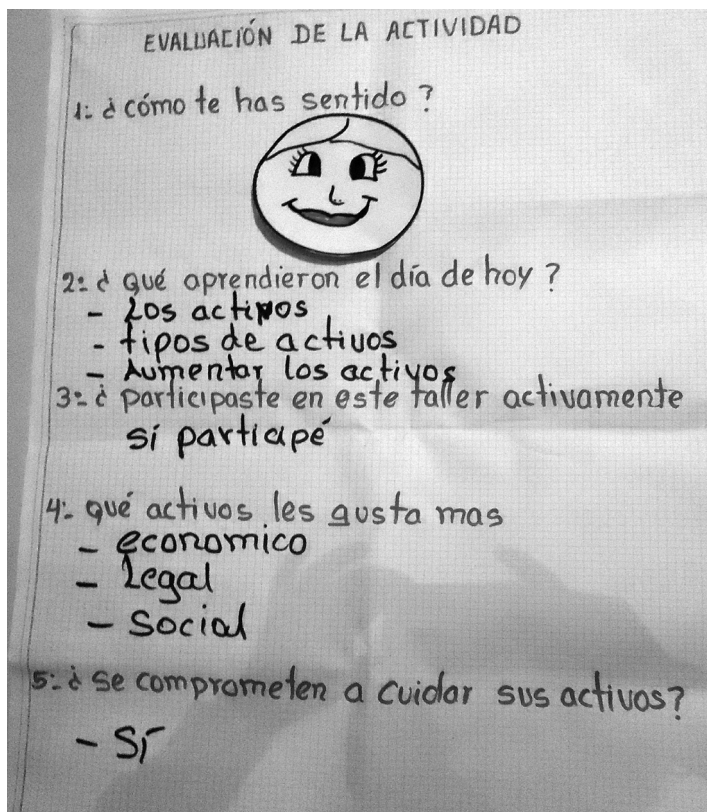 EVALUACIÓN DE LA ACTIVIDAD
1: ¿cómo te has sentido?
2: ¿ qué aprendieron el día de hoy?
- Los activos
- tipos de activos
- Aumentar los activos
3: ¿ participaste en este taller activamente
sí participé
4: qué activos les gusta mas
- economico
- Legal
- Social
5: ¿ se comprometen a cuidar sus activos?
- Sí